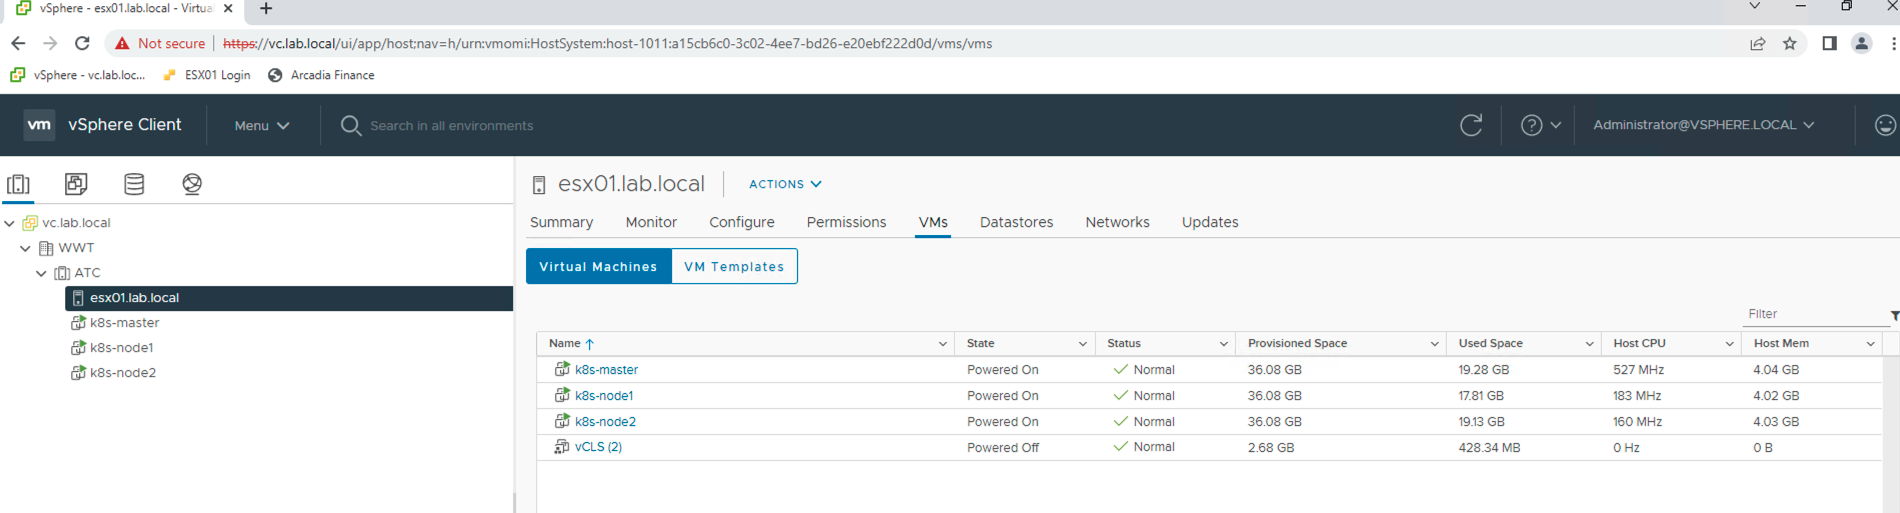 vSphere - esx01.lab.local - Virtua
Not secure https://vc.lab.local/ui/app/host;nav=h/urn:vmomi:HostSystem:host-1011:a15cb6c0-3c02-4ee7-bd26-e20ebf222d0d/vms/vms
vSphere - vc.lab.loc... ESX01 Login Arcadia Finance
vm vSphere Client Menu Search in all environments Administrator@VSPHERE.LOCAL
vc.lab.local
WWT
ATC
esx01.lab.local
k8s-master
k8s-node1
k8s-node2
esx01.lab.local ACTIONS
Summary Monitor Configure Permissions VMs Datastores Networks Updates
Virtual Machines VM Templates
Filter
Name State Status Provisioned Space Used Space Host CPU Host Mem
k8s-master Powered On Normal 36.08 GB 19.28 GB 527 MHz 4.04 GB
k8s-node1 Powered On Normal 36.08 GB 17.81 GB 183 MHz 4.02 GB
k8s-node2 Powered On Normal 36.08 GB 19.13 GB 160 MHz 4.03 GB
vCLS (2) Powered Off Normal 2.68 GB 428.34 MB 0 Hz 0 B